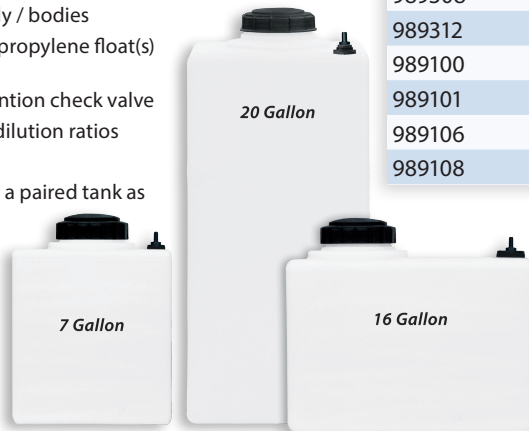 ly / bodies
propylene float(s)
ntion check valve
dilution ratios
a paired tank as
989312
989100
989101
989106
989108
20 Gallon
7 Gallon
16 Gallon